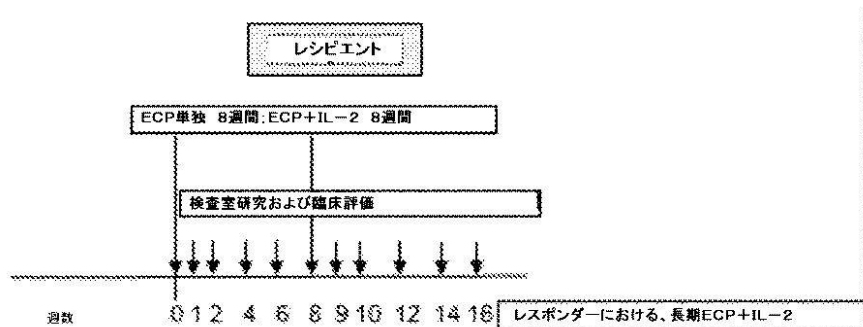 レシピエント
ECP単独 8週間;ECP+IL-2 8週間
検査室研究および臨床評価
週数 0 1 2 4 6 8 9 10 12 14 16 レスポンダーにおける、長期ECP+IL-2